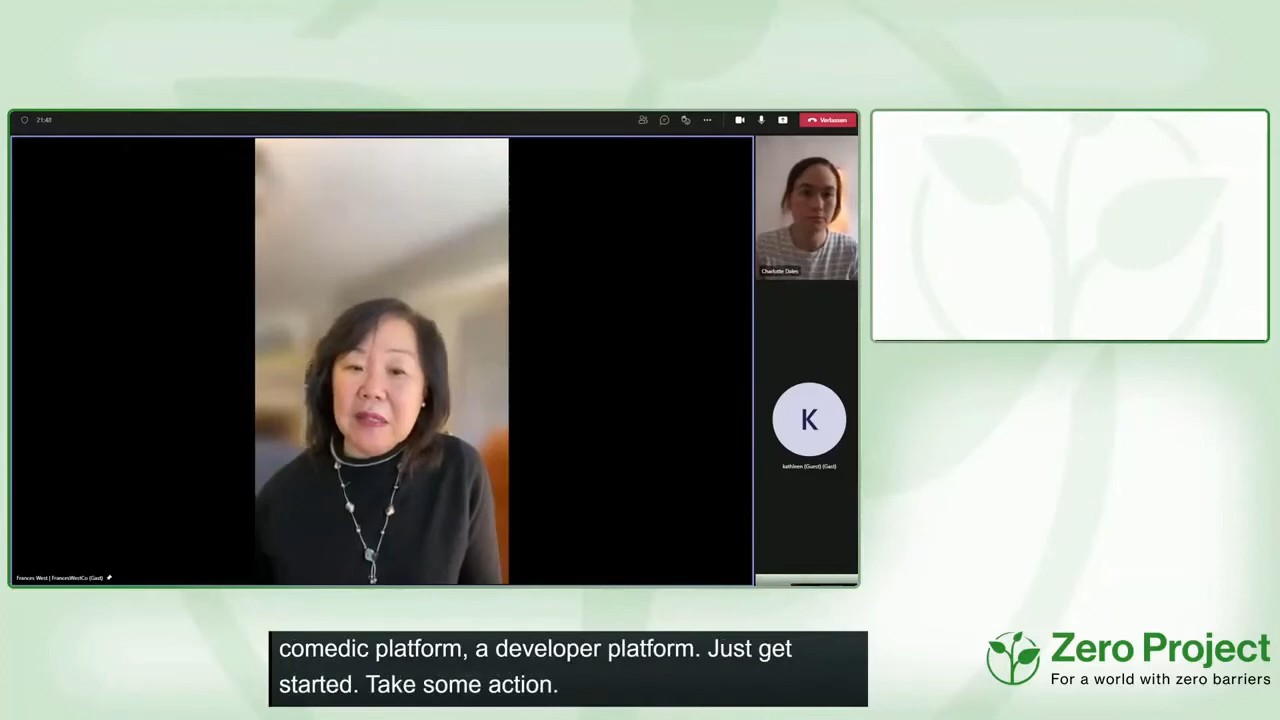 21:48
Verlassen
Charlotte Dales
K
kathleen (Guest) (Gast)
Frances West | FrancesWestCo (Gast)
comedic platform, a developer platform. Just get
started. Take some action.
Zero Project
For a world with zero barriers